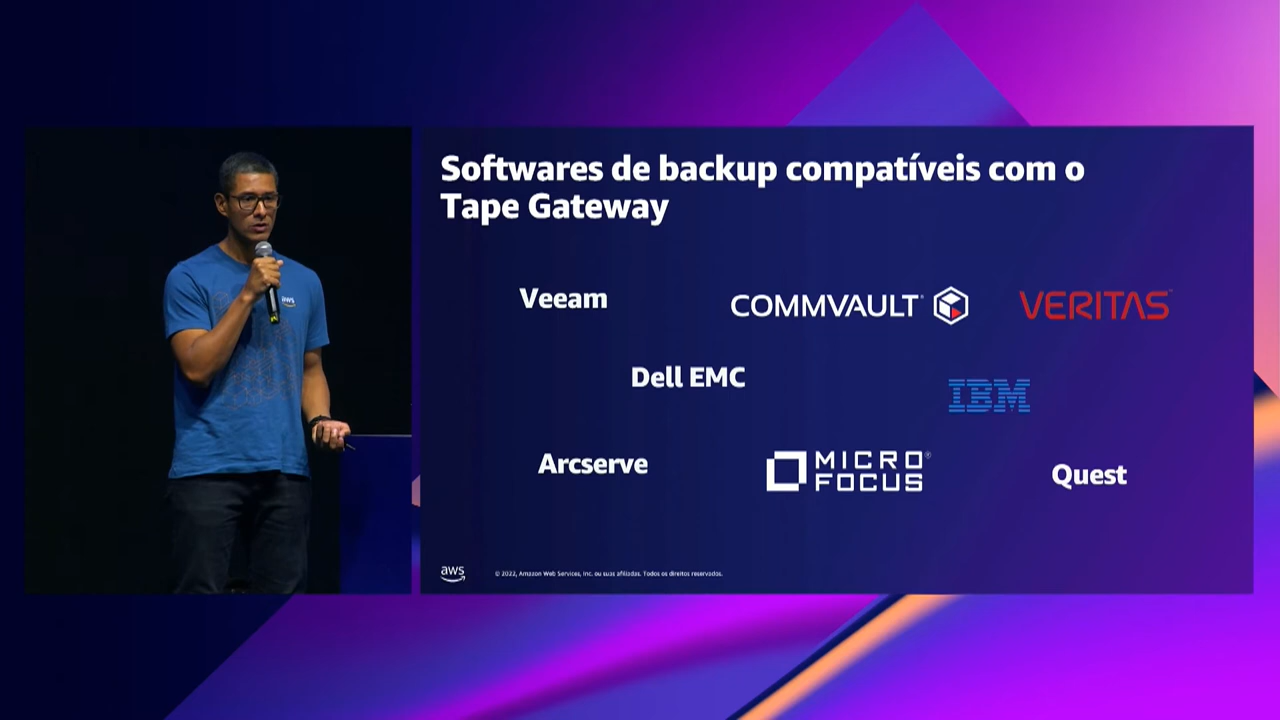 Softwares de backup compatíveis com o
Tape Gateway
Veeam
COMMVAULT
VERITAS
Dell EMC
IBM
Arcserve
MICRO
FOCUS
Quest
aws
aws
© 2022, Amazon Web Services, Inc. ou suas afiliadas. Todos os direitos reservados.